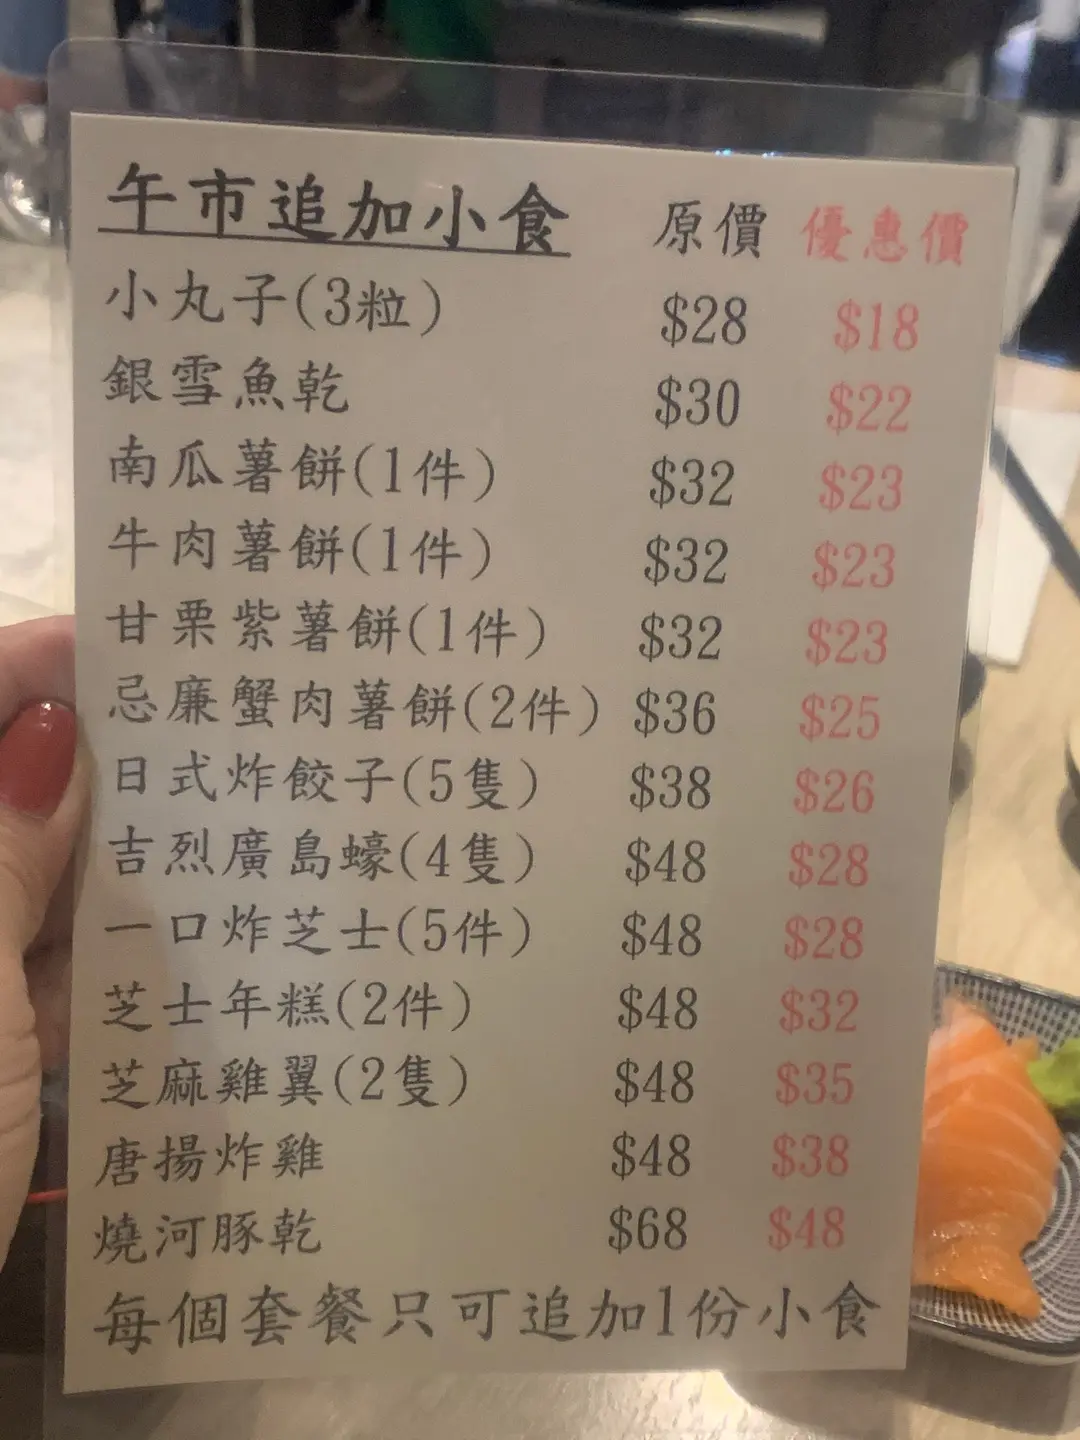 午市追加小食 原價 優惠價
小丸子(3粒) $28 $18
銀雪魚乾 $30 $22
南瓜薯餅(1件) $32 $23
牛肉薯餅(1件) $32 $23
甘栗紫薯餅(1件) $32 $23
忌廉蟹肉薯餅(2件) $36 $25
日式炸餃子(5隻) $38 $26
吉烈廣島蠔(4隻) $48 $28
一口炸芝士(5件) $48 $28
芝士年糕(2件) $48 $32
芝麻雞翼(2隻) $48 $35
唐揚炸雞 $48 $38
燒河豚乾 $68 $48
每個套餐只可追加1份小食